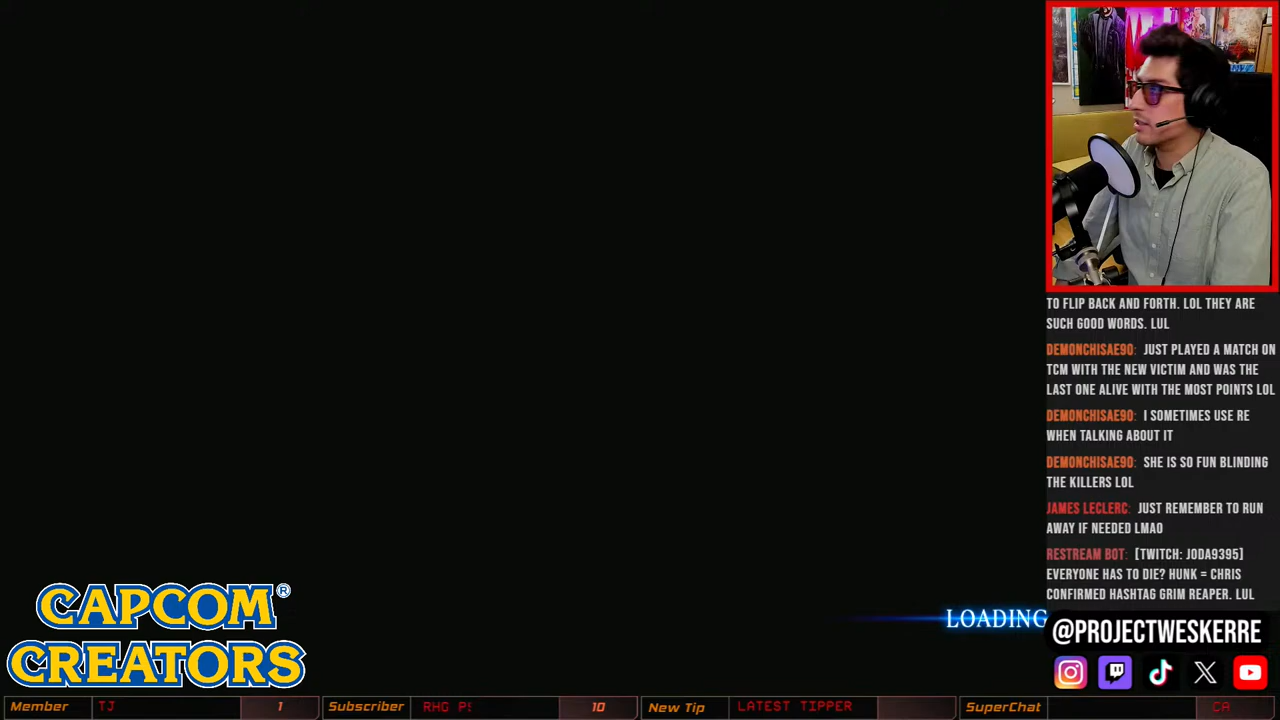 TO FLIP BACK AND FORTH. LOL THEY ARE
SUCH GOOD WORDS. LUL
DEMONCHISAE90: JUST PLAYED A MATCH ON
TCM WITH THE NEW VICTIM AND WAS THE
LAST ONE ALIVE WITH THE MOST POINTS LOL
DEMONCHISAE90: I SOMETIMES USE RE
WHEN TALKING ABOUT IT
DEMONCHISAE90: SHE IS SO FUN BLINDING
THE KILLERS LOL
JAMES LECLERC: JUST REMEMBER TO RUN
AWAY IF NEEDED LMAO
RESTREAM BOT: [TWITCH: JODA9395]
EVERYONE HAS TO DIE? HUNK = CHRIS
CONFIRMED HASHTAG GRIM REAPER. LUL
CAPCOM®
CREATORS
LOADING
@PROJECTWESKERRE
Member TJ 1 Subscriber RHG PS 10 New Tip LATEST TIPPER SuperChat CA